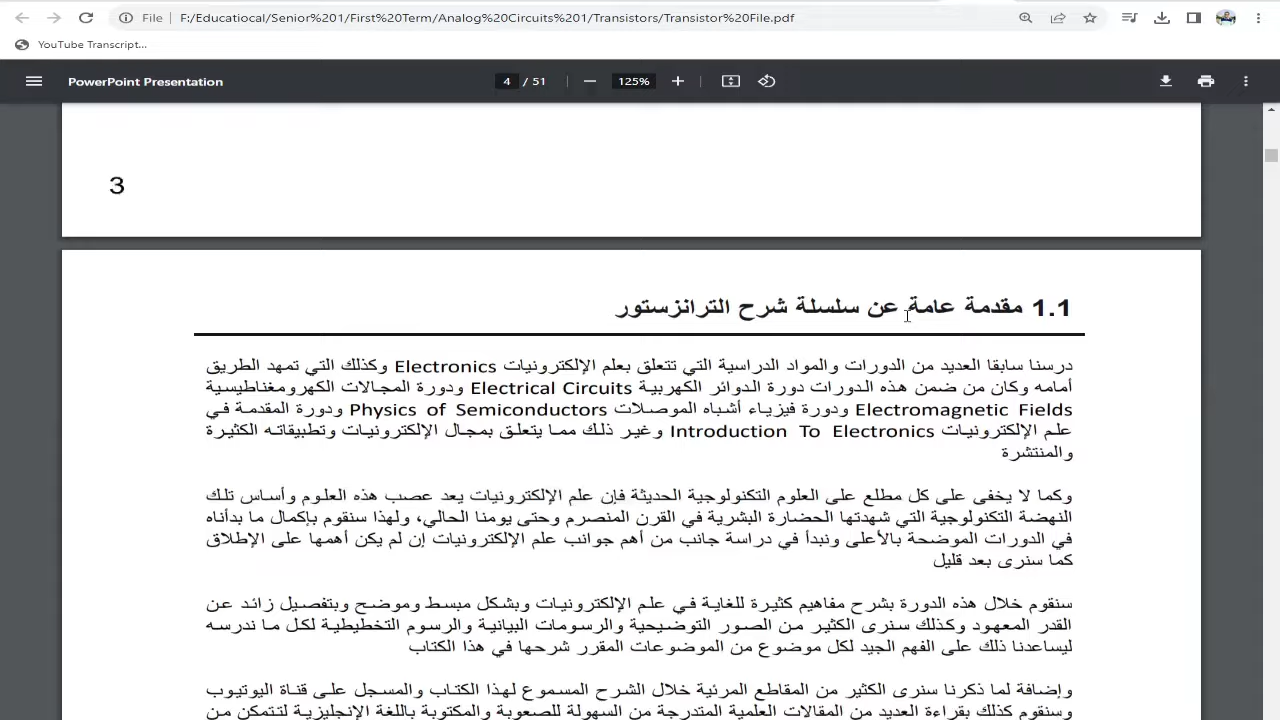 File
F:/Educatiocal/Senior%201/First%20Term/Analog%20Circuits%201/Transistors/Transistor%20File.pdf
YouTube Transcript...
PowerPoint Presentation
4 / 51
125%
3
1.1 مقدمة عامة عن سلسلة شرح الترانزستور
درسنا سابقا العديد من الدورات والمواد الدراسية التي تتعلق بعلم الإلكترونيات Electronics وكذلك التي تمهد الطريق
أمامه وكان من ضمن هذه الدورات دورة الدوائر الكهربية Electrical Circuits ودورة المجالات الكهرومغناطيسية
Electromagnetic Fields ودورة فيزياء أشباه الموصلات Physics of Semiconductors ودورة المقدمة في
علم الإلكترونيات Introduction To Electronics وغير ذلك مما يتعلق بمجال الإلكترونيات وتطبيقاته الكثيرة
والمنتشرة
وكما لا يخفى على كل مطلع على العلوم التكنولوجية الحديثة فإن علم الإلكترونيات يعد عصب هذه العلوم وأساس تلك
النهضة التكنولوجية التي شهدتها الحضارة البشرية في القرن المنصرم وحتى يومنا الحالي، ولهذا سنقوم بإكمال ما بدأناه
في الدورات الموضحة بالأعلى ونبدأ في دراسة جانب من أهم جوانب علم الإلكترونيات إن لم يكن أهمها على الإطلاق
كما سنرى بعد قليل
سنقوم خلال هذه الدورة بشرح مفاهيم كثيرة للغاية في علم الإلكترونيات وبشكل مبسط وموضح وبتفصيل زائد عن
القدر المعهود وكذلك سنرى الكثير من الصور التوضيحية والرسومات البيانية والرسوم التخطيطية لكل ما ندرسه
ليساعدنا ذلك على الفهم الجيد لكل موضوع من الموضوعات المقرر شرحها في هذا الكتاب
وإضافة لما ذكرنا سنرى الكثير من المقاطع المرئية خلال الشرح المسموع لهذا الكتاب والمسجل على قناة اليوتيوب
وسنقوم كذلك بقراءة العديد من المقالات العلمية المتدرجة من السهولة للصعوبة والمكتوبة باللغة الإنجليزية لنتمكن من